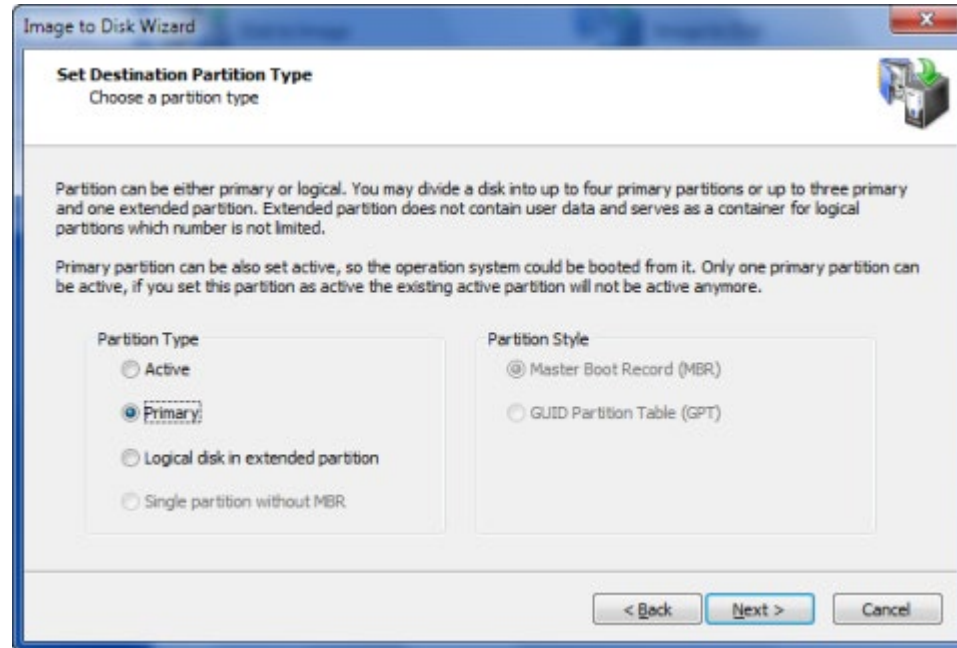 Image to Disk Wizard
Set Destination Partition Type
Choose a partition type
Partition can be either primary or logical. You may divide a disk into up to four primary partitions or up to three primary
and one extended partition. Extended partition does not contain user data and serves as a container for logical
partitions which number is not limited.
Primary partition can be also set active, so the operation system could be booted from it. Only one primary partition can
be active, if you set this partition as active the existing active partition will not be active anymore.
Partition Type
Active
Primary
Logical disk in extended partition
Single partition without MBR
Partition Style
Master Boot Record (MBR)
GUID Partition Table (GPT)
< Back
Next >
Cancel